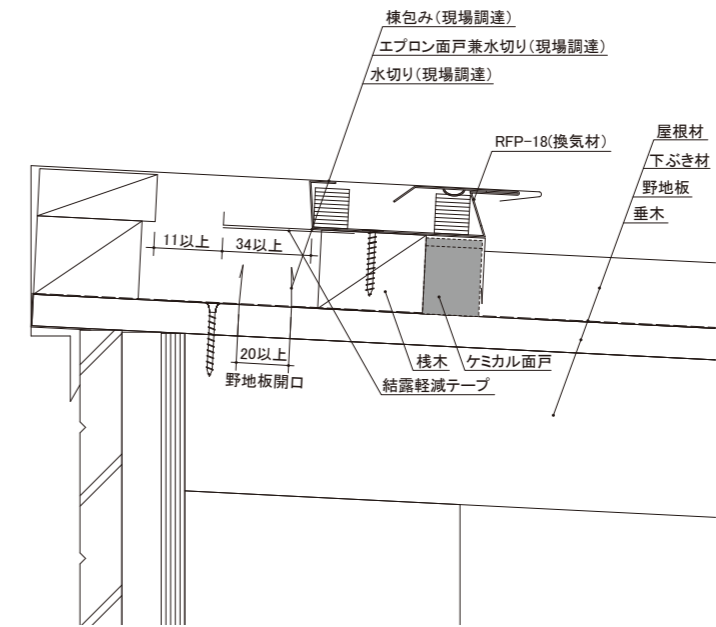 棟包み(現場調達)
エプロン面戸兼水切り(現場調達)
水切り(現場調達)
RFP-18(換気材)
屋根材
下ぶき材
野地板
垂木
11以上
34以上
20以上
野地板開口
桟木
ケミカル面戸
結露軽減テープ